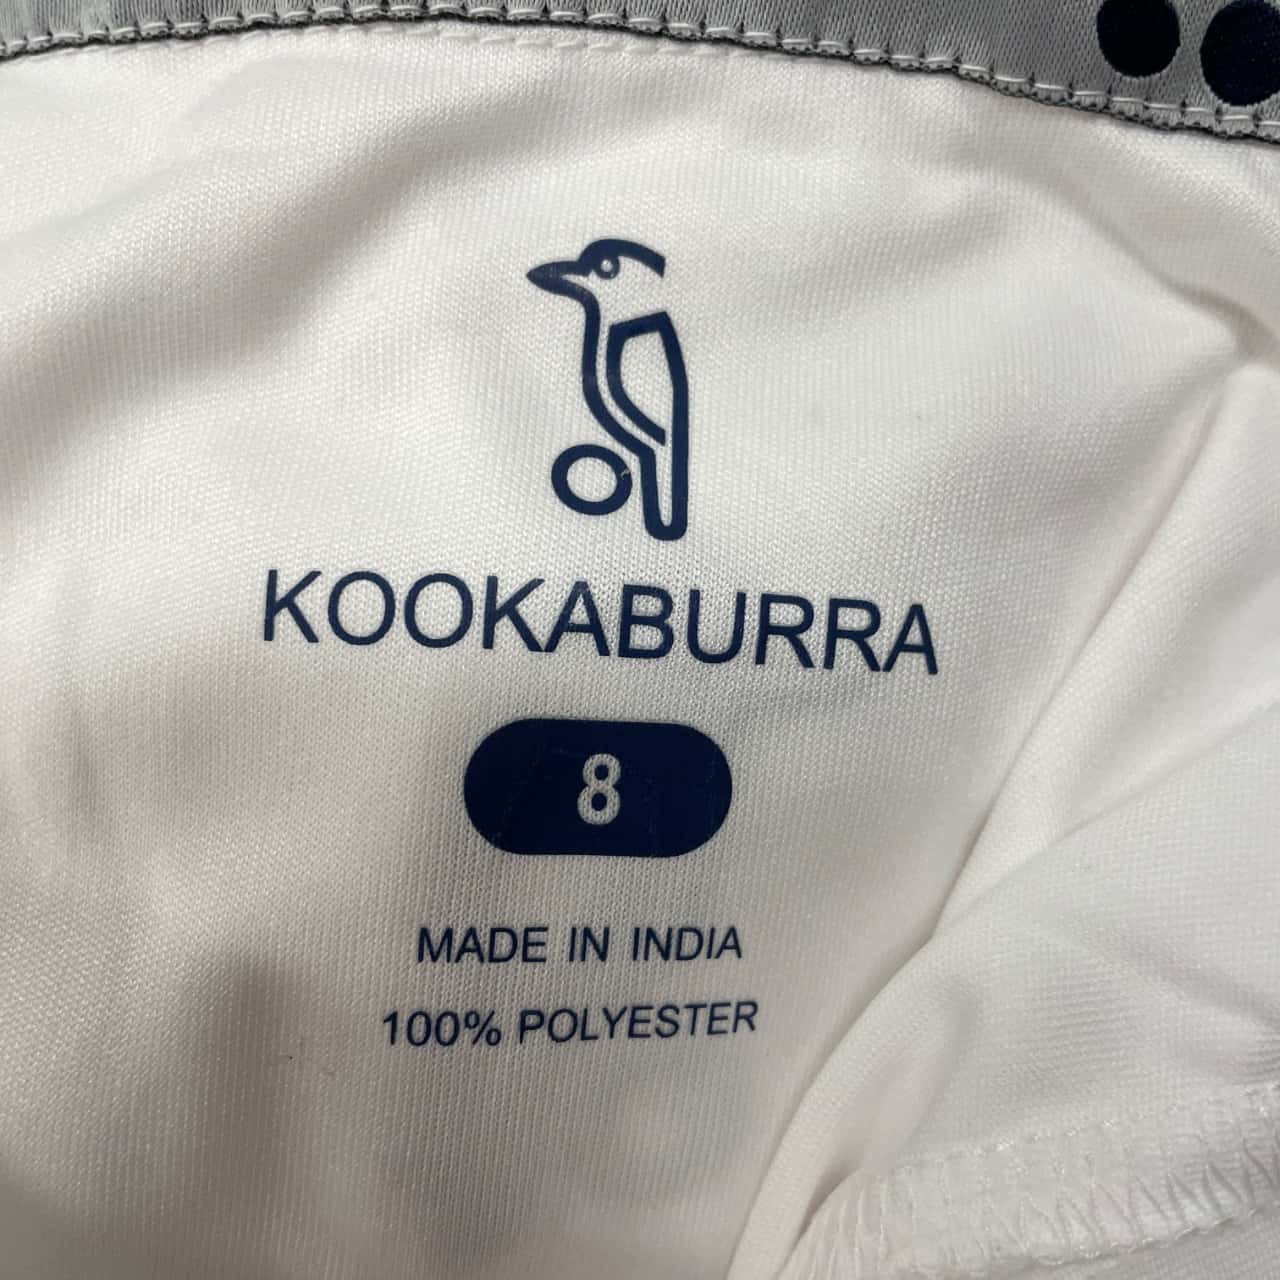 KOOKABURRA
8
MADE IN INDIA
100% POLYESTER